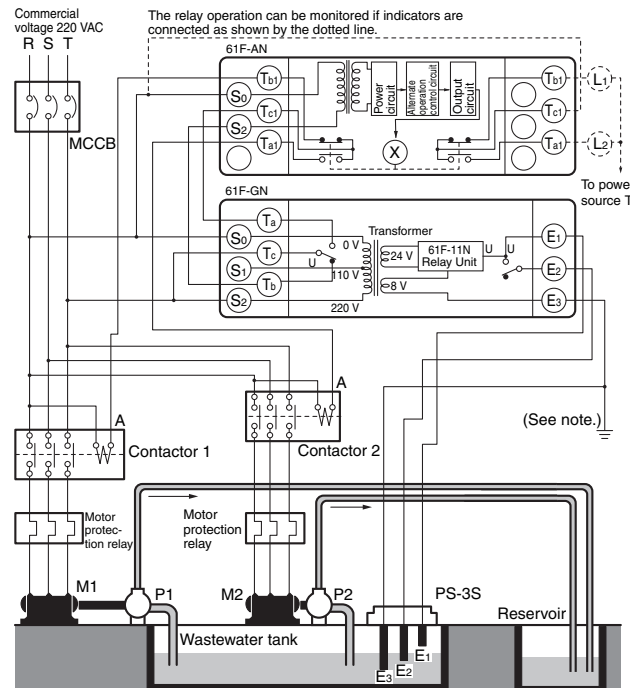 Commercial
voltage 220 VAC
R S T
The relay operation can be monitored if indicators are
connected as shown by the dotted line.
MCCB
61F-AN
S0
S2
Tb1
Tc1
Ta1
Power
circuit
Alternate
operation
control circuit
Output
circuit
X
Tb1
Tc1
Ta1
L1
L2
To powe
source T
61F-GN
S0
S1
S2
Ta
Tc
Tb
U
0 V
110 V
220 V
Transformer
24 V
8 V
61F-11N
Relay Unit
U U
E1
E2
E3
(See note.)
A
Contactor 1
A
Contactor 2
Motor
protec-
tion relay
Motor
protection
relay
M1
P1
M2
P2
PS-3S
Reservoir
Wastewater tank
E3 E2 E1